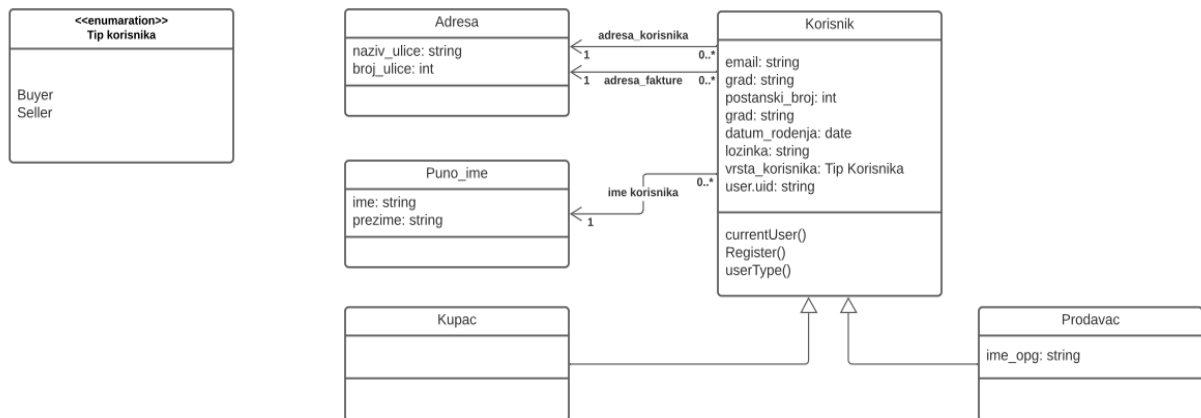 <<enumaration>>
Tip korisnika
Buyer
Seller
Adresa
naziv_ulice: string
broj_ulice: int
adresa_korisnika
1
0..*
1
adresa_fakture
0..*
Korisnik
email: string
grad: string
postanski_broj: int
grad: string
datum_rodenja: date
lozinka: string
vrsta_korisnika: Tip Korisnika
user.uid: string
currentUser()
Register()
userType()
Puno_ime
ime: string
prezime: string
0..*
ime korisnika
1
Kupac
Prodavac
ime_opg: string